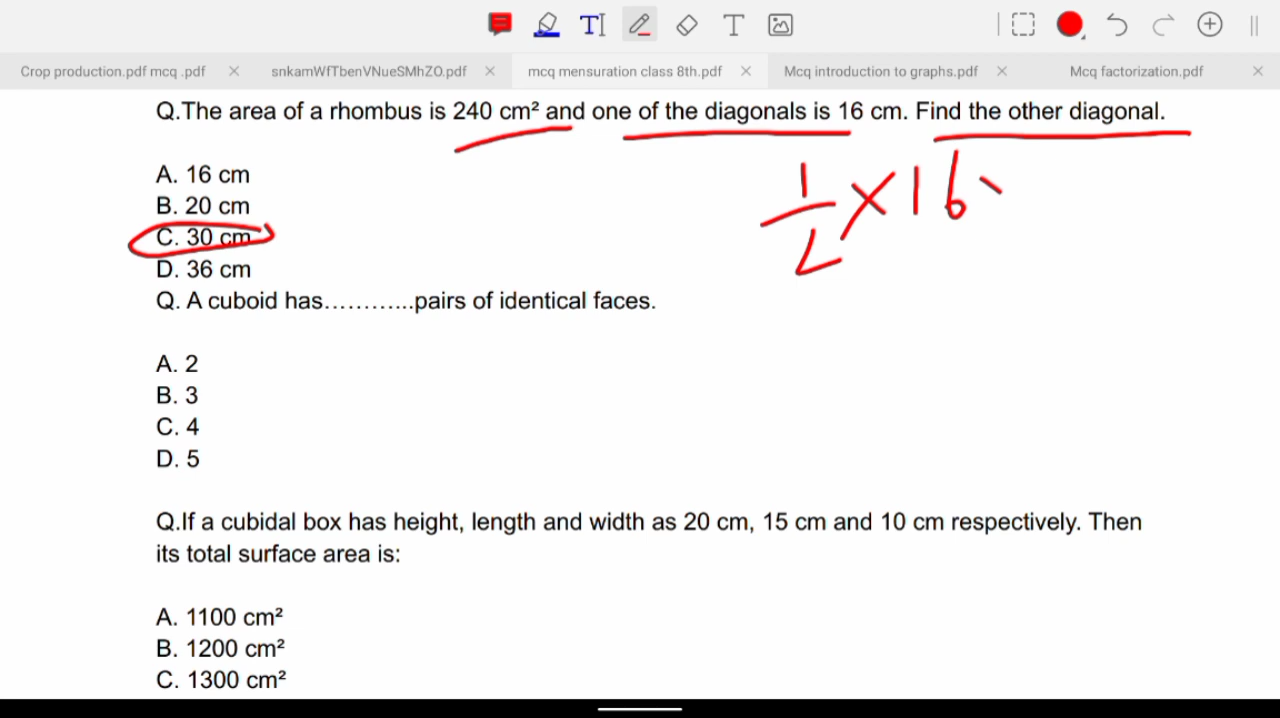 Crop production.pdf mcq .pdf
snkamWfTbenVNueSMhZO.pdf
mcq mensuration class 8th.pdf
Mcq introduction to graphs.pdf
Mcq factorization.pdf
Q.The area of a rhombus is 240 cm² and one of the diagonals is 16 cm. Find the other diagonal.
A. 16 cm
B. 20 cm
C. 30 cm
D. 36 cm
1/2 × 16
Q. A cuboid has............pairs of identical faces.
A. 2
B. 3
C. 4
D. 5
Q.If a cubidal box has height, length and width as 20 cm, 15 cm and 10 cm respectively. Then
its total surface area is:
A. 1100 cm²
B. 1200 cm²
C. 1300 cm²